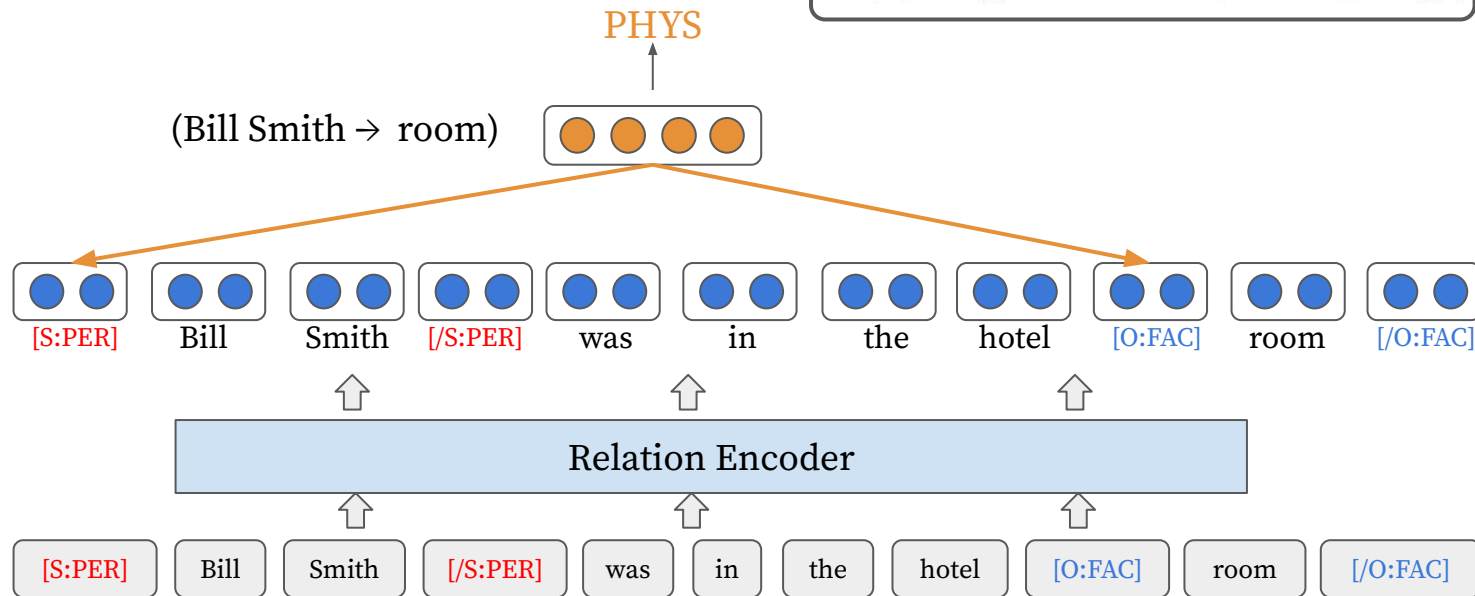 PHYS
(Bill Smith → room)
[S:PER] Bill Smith [/S:PER] was in the hotel [O:FAC] room [/O:FAC]
Relation Encoder
[S:PER] Bill Smith [/S:PER] was in the hotel [O:FAC] room [/O:FAC]